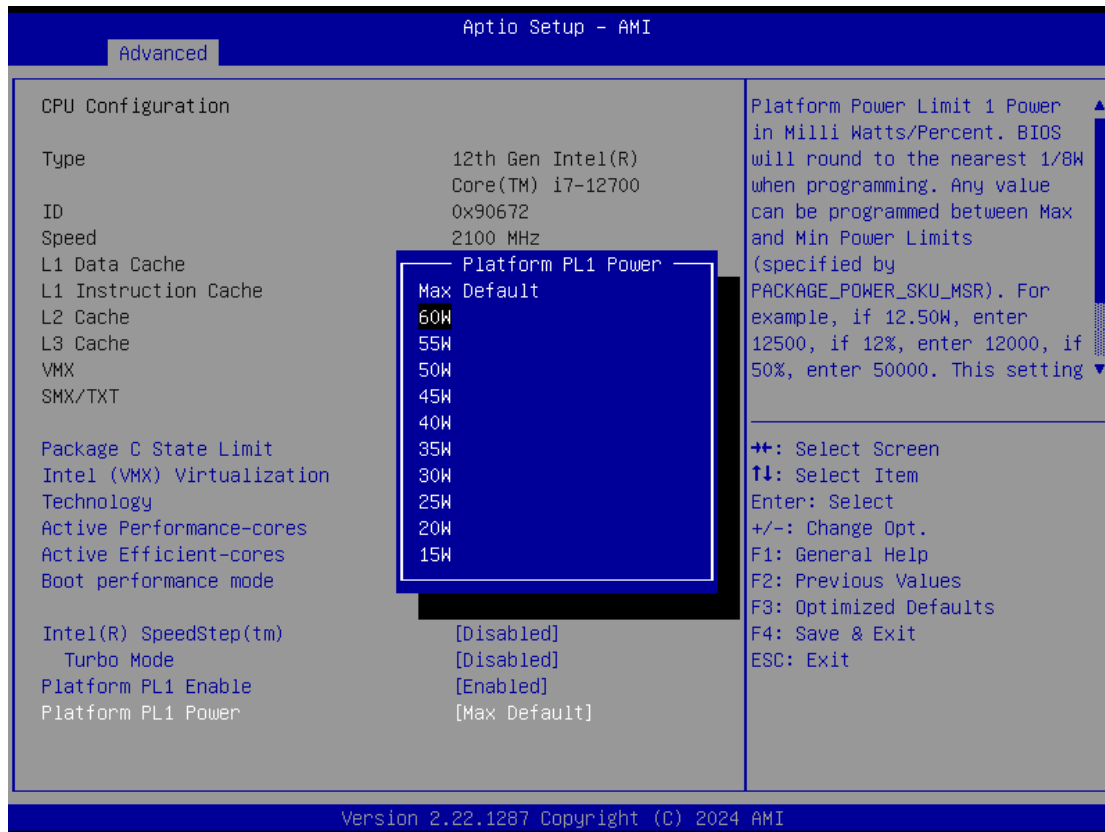 Aptio Setup – AMI
Advanced
CPU Configuration
Type 12th Gen Intel(R)
Core(TM) i7-12700
ID 0x90672
Speed 2100 MHz
L1 Data Cache
L1 Instruction Cache
L2 Cache
L3 Cache
VMX
SMX/TXT
Package C State Limit
Intel (VMX) Virtualization
Technology
Active Performance-cores
Active Efficient-cores
Boot performance mode
Intel(R) SpeedStep(tm) [Disabled]
Turbo Mode [Disabled]
Platform PL1 Enable [Enabled]
Platform PL1 Power [Max Default]
Platform PL1 Power
Max Default
60W
55W
50W
45W
40W
35W
30W
25W
20W
15W
Platform Power Limit 1 Power
in Milli Watts/Percent. BIOS
will round to the nearest 1/8W
when programming. Any value
can be programmed between Max
and Min Power Limits
(specified by
PACKAGE_POWER_SKU_MSR). For
example, if 12.50W, enter
12500, if 12%, enter 12000, if
50%, enter 50000. This setting
→←: Select Screen
↑↓: Select Item
Enter: Select
+/-: Change Opt.
F1: General Help
F2: Previous Values
F3: Optimized Defaults
F4: Save & Exit
ESC: Exit
Version 2.22.1287 Copyright (C) 2024 AMI